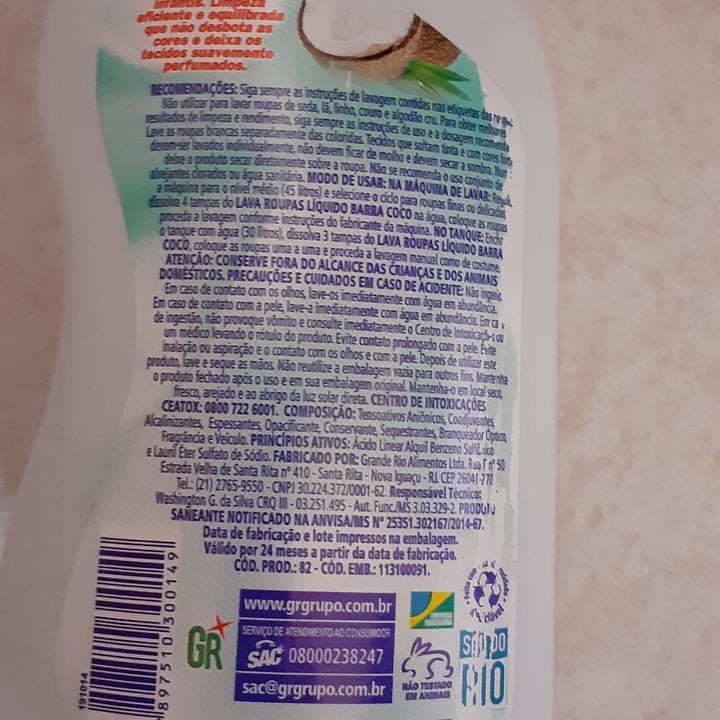 infantis. Limpeza
eficiente e equilibrada
que não desbota as
cores e deixa os
tecidos suavemente
perfumados.
RECOMENDAÇÕES: Siga sempre as instruções de lavagem contidas nas etiquetas das
Não utilizar para lavar roupas de seda, lã, linho, couro e algodão cru. Para obter melhores
resultados de limpeza e rendimento, siga sempre as instruções de uso e a dosagem
Lave as roupas brancas separadamente das coloridas. Tecidos que soltam tinta e com cores
devem ser lavados individualmente, não devem ficar de molho e devem secar a sombra.
deixe o produto secar diretamente sobre a roupa. Não se recomenda o uso conjunto de
alvejantes clorados ou água sanitária. MODO DE USAR: NA MÁQUINA DE LAVAR:
a máquina para o nível médio (45 litros) e selecione o ciclo para roupas finas ou delicadas,
dissolva 4 tampas do LAVA ROUPAS LÍQUIDO BARRA COCO na água, coloque as roupas
proceda a lavagem conforme instruções do fabricante da máquina. NO TANQUE: Encha
o tanque com água (30 litros), dissolva 3 tampas do LAVA ROUPAS LÍQUIDO BARRA
COCO, coloque as roupas uma a uma e proceda a lavagem manual como de costume.
ATENÇÃO: CONSERVE FORA DO ALCANCE DAS CRIANÇAS E DOS ANIMAIS
DOMÉSTICOS. PRECAUÇÕES E CUIDADOS EM CASO DE ACIDENTE: Não ingerir.
Em caso de contato com os olhos, lave-os imediatamente com água em abundância.
Em caso de contato com a pele, lave-a imediatamente com água em abundância. Em
de ingestão, não provoque vômito e consulte imediatamente o Centro de Intoxicações ou
um médico levando o rótulo do produto. Evite contato prolongado com a pele. Evite
inalação ou aspiração e o contato com os olhos e com a pele. Depois de utilizar este
produto, lave e seque as mãos. Não reutilize a embalagem vazia para outros fins. Mantenha
o produto fechado após o uso e em sua embalagem original. Mantenha-o em local seco,
fresco, arejado e ao abrigo da luz solar direta. CENTRO DE INTOXICAÇÕES
CEATOX: 0800 722 6001. COMPOSIÇÃO: Tensoativos Aniônicos, Coadjuvantes,
Alcalinizantes, Espessantes, Opacificante, Conservante, Sequestrantes, Branqueador Óptico,
Fragrância e Veículo. PRINCÍPIOS ATIVOS: Ácido Linear Alquil Benzeno Sulfônico
e Lauril Éter Sulfato de Sódio. FABRICADO POR: Grande Rio Alimentos Ltda. Rua F nº 50
Estrada Velha de Santa Rita nº 410 - Santa Rita - Nova Iguaçu - RJ. CEP 26041-770
Tel.: (21) 2765-9550 - CNPJ 30.224.372/0001-62. Responsável Técnico:
Washington G. da Silva CRQ III - 03.251.495 - Aut. Func./MS 3.03.329-2. PRODUTO
SANEANTE NOTIFICADO NA ANVISA/MS Nº 25351.302167/2014-67.
Data de fabricação e lote impressos na embalagem.
Válido por 24 meses a partir da data de fabricação.
CÓD. PROD.: 82 - CÓD. EMB.: 113100091.
www.grgrupo.com.br
SERVIÇO DE ATENDIMENTO AO CONSUMIDOR
SAC 08000238247
sac@grgrupo.com.br
GR
NÃO TESTADO
EM ANIMAIS
RIO
191014
897510 300149